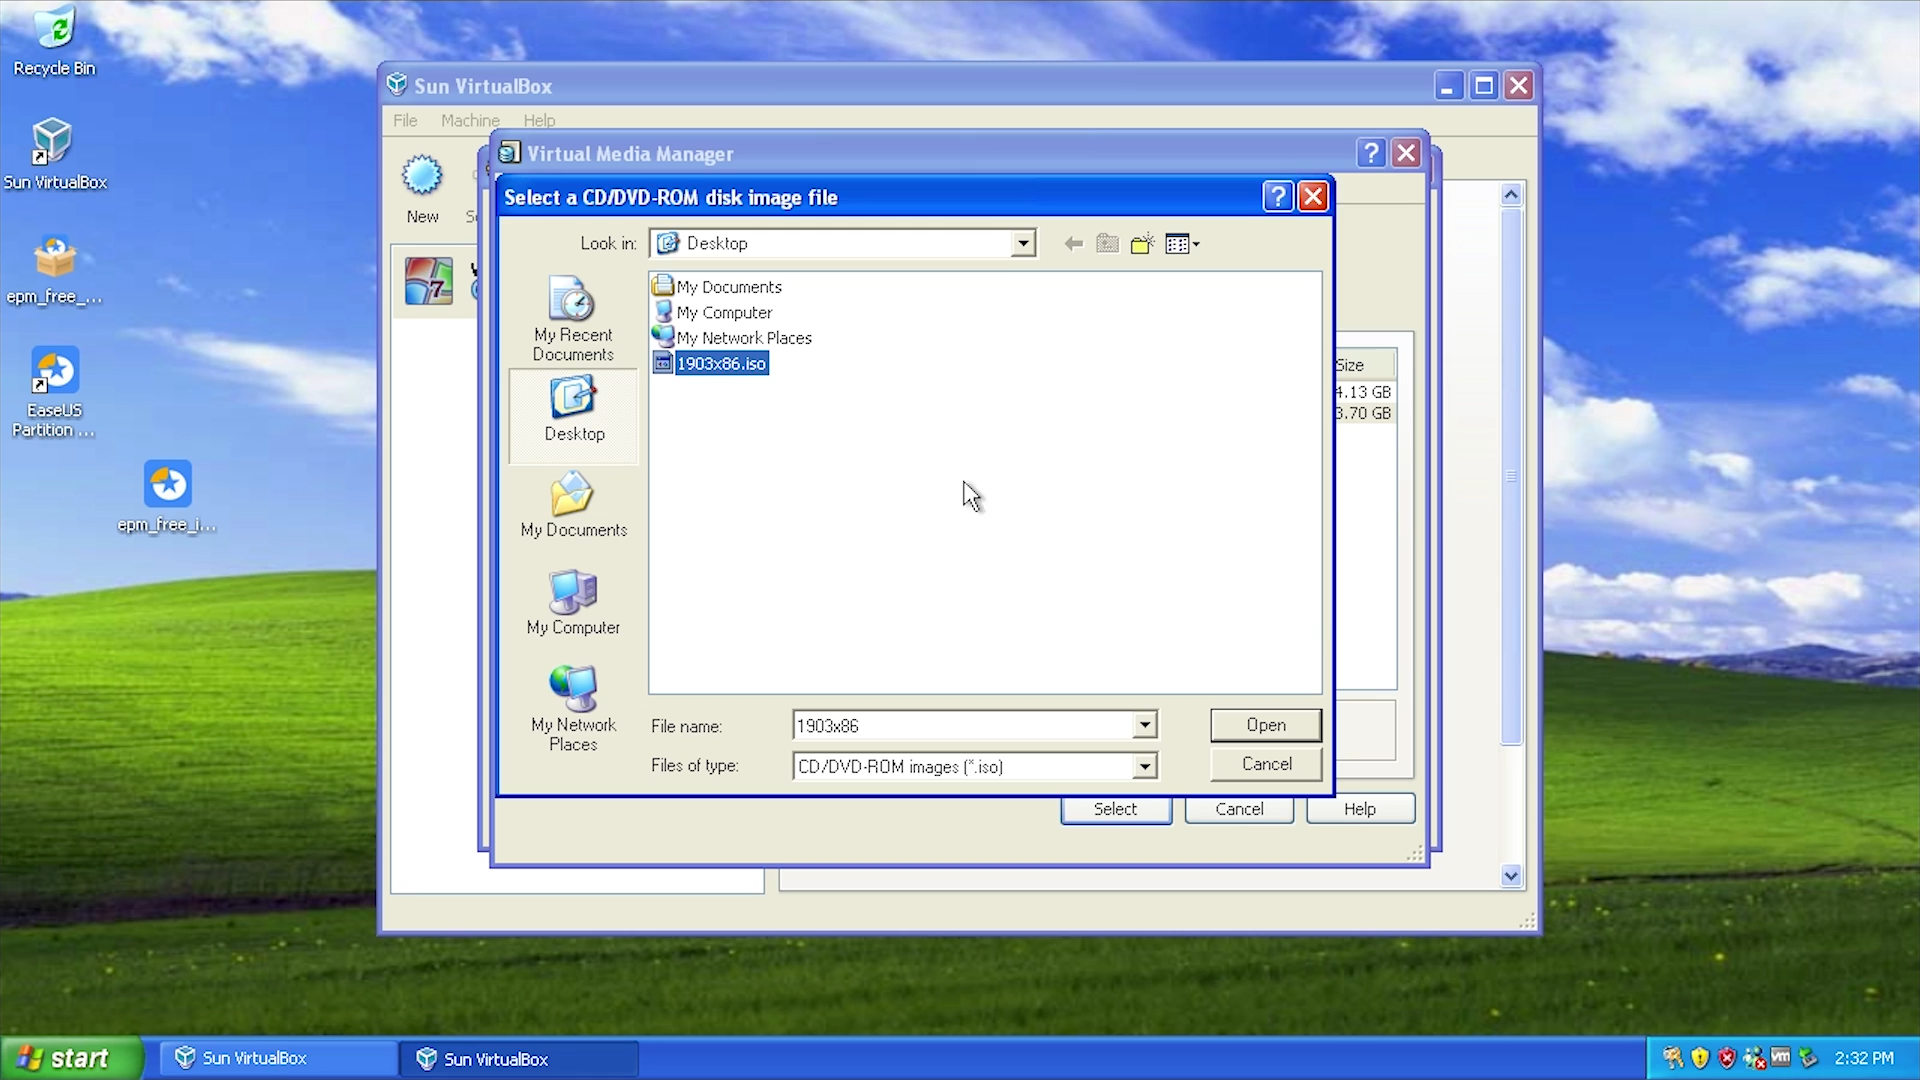 Recycle Bin
Sun VirtualBox
epm_free_...
EaseUS
Partition ...
epm_free_i...
Sun VirtualBox
File Machine Help
New
7
Virtual Media Manager
Select a CD/DVD-ROM disk image file
Look in: Desktop
My Recent
Documents
Desktop
My Documents
My Computer
My Network
Places
My Documents
My Computer
My Network Places
1903x86.iso
File name: 1903x86 Open
Files of type: CD/DVD-ROM images (*.iso) Cancel
Size
4.13 GB
3.70 GB
Select Cancel Help
start Sun VirtualBox Sun VirtualBox vm 2:32 PM